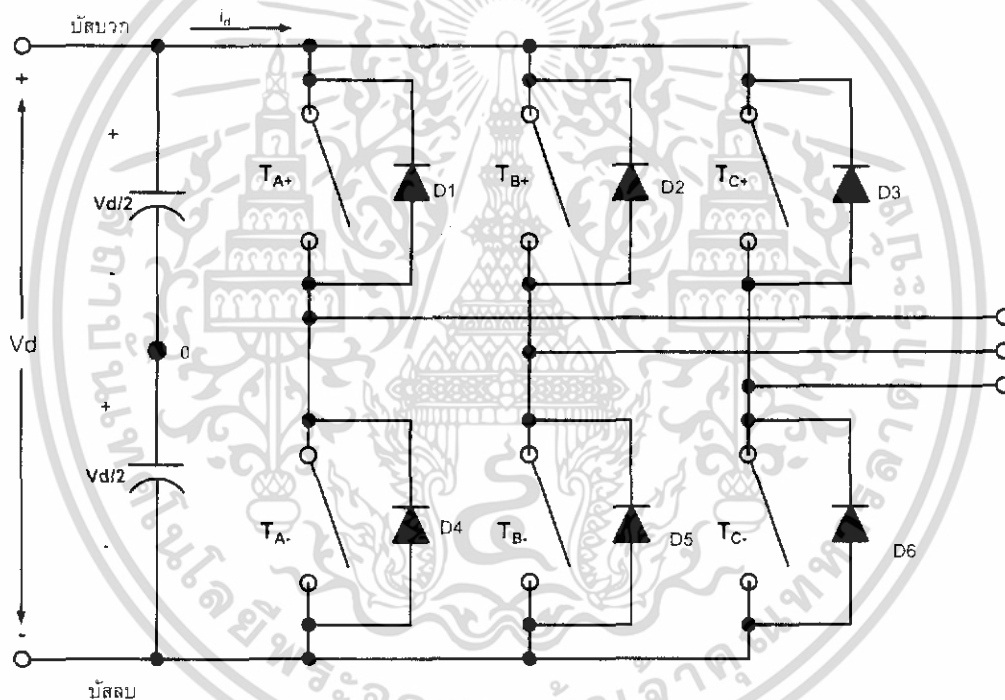 บัสบวก
i_d
+
+
Vd/2
-
Vd
0
+
Vd/2
-
บัสลบ
T_A+
D1
T_B+
D2
T_C+
D3
T_A-
D4
T_B-
D5
T_C-
D6